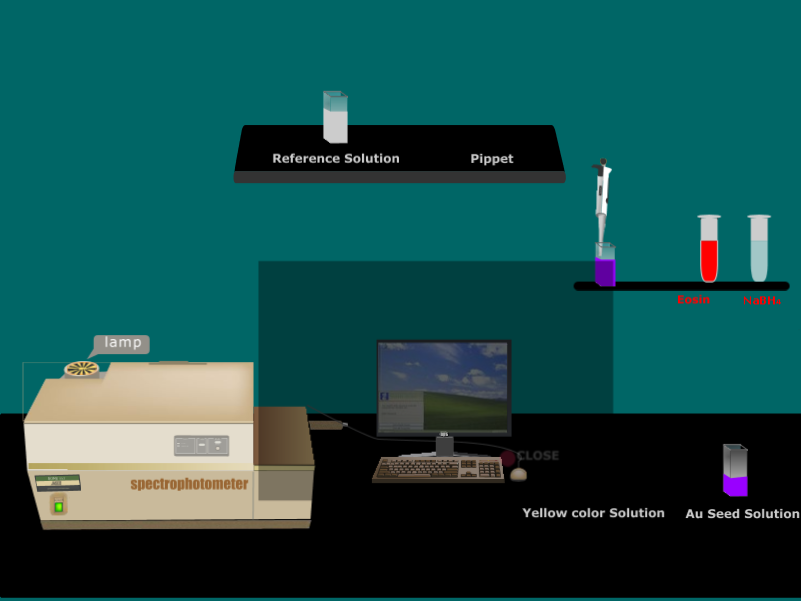 Reference Solution
Pippet
Eosin
NaBH₄
lamp
CLOSE
spectrophotometer
Yellow color Solution
Au Seed Solution